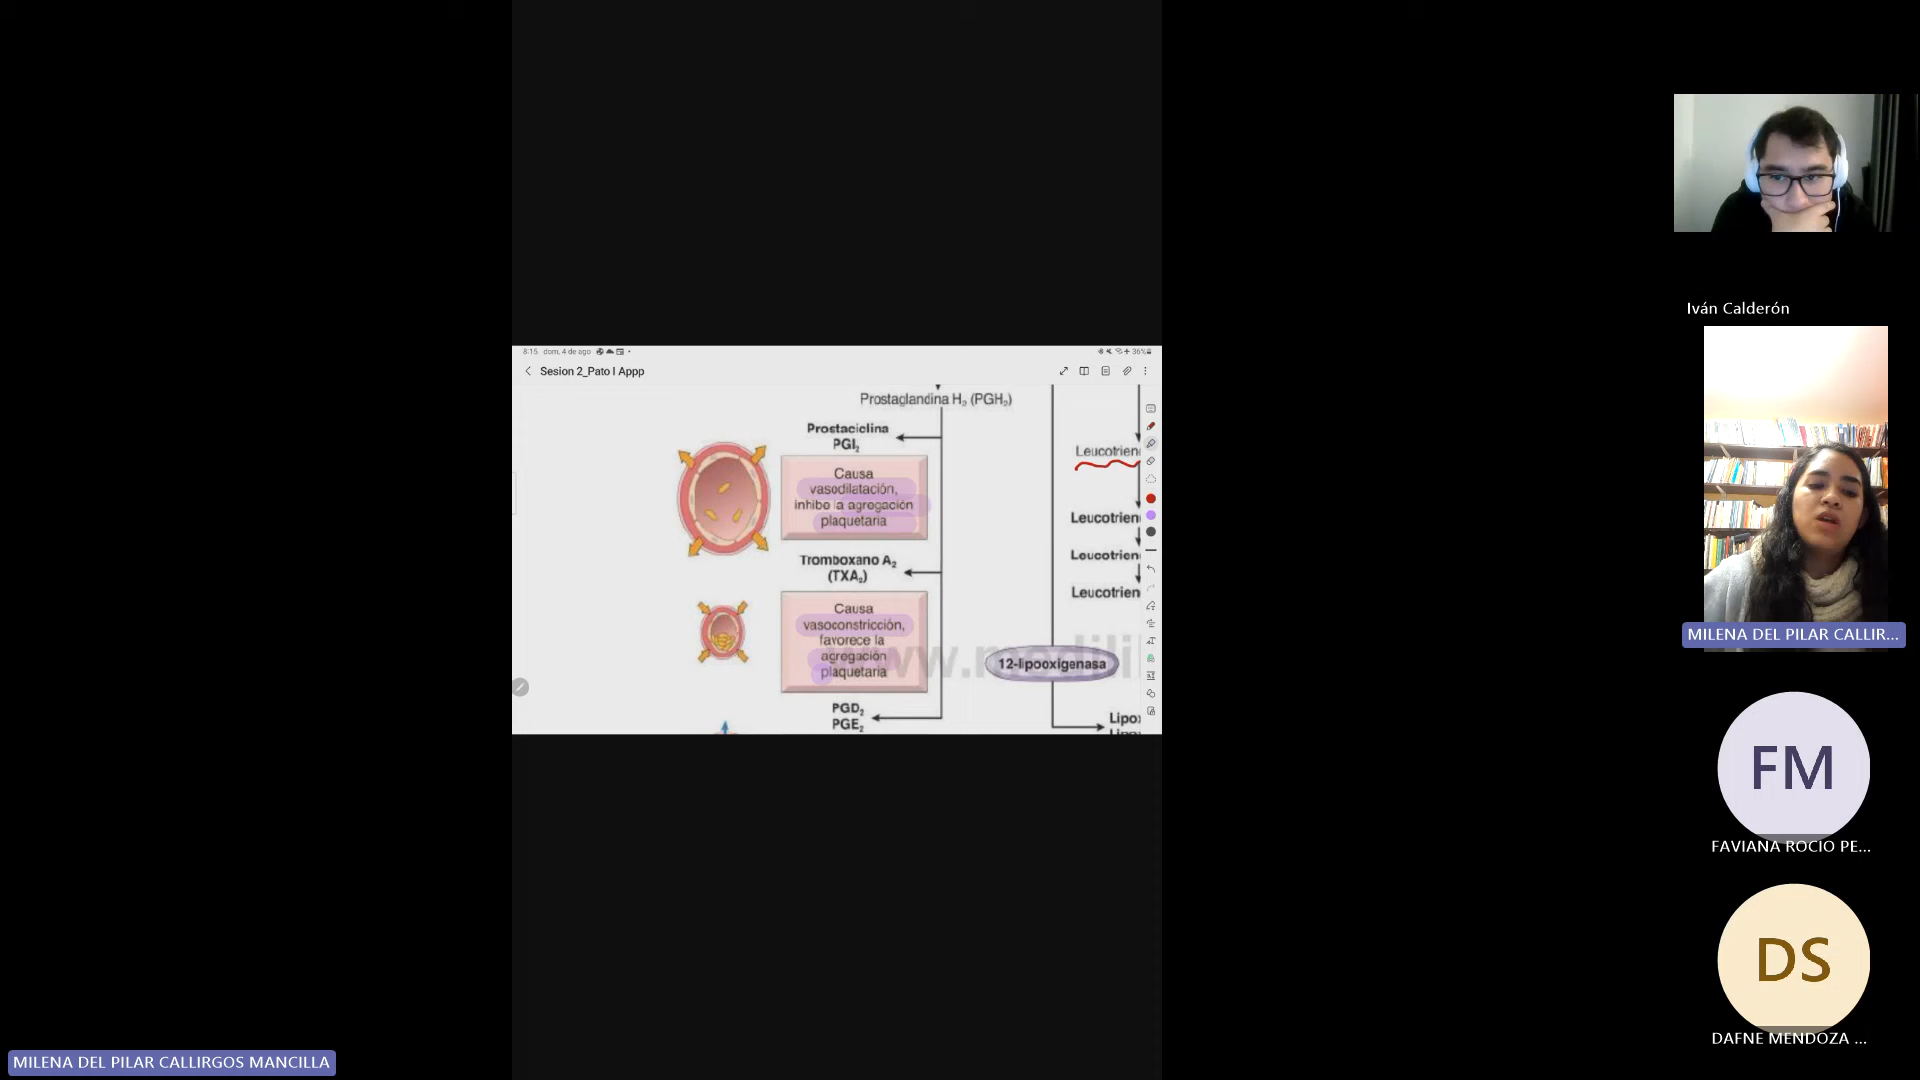 8:15 dom, 4 de ago
36%
Sesion 2_Pato I Appp
Prostaglandina H₂ (PGH₂)
Prostaciclina
PGI₂
Causa
vasodilatación,
inhibe la agregación
plaquetaria
Tromboxano A₂
(TXA₂)
Causa
vasoconstricción,
favorece la
agregación
plaquetaria
PGD₂
PGE₂
Leucotrien
Leucotrien
Leucotrien
Leucotrien
12-lipooxigenasa
Lipo
Iván Calderón
MILENA DEL PILAR CALLIR...
FM
FAVIANA ROCIO PE...
DS
DAFNE MENDOZA ...
MILENA DEL PILAR CALLIRGOS MANCILLA